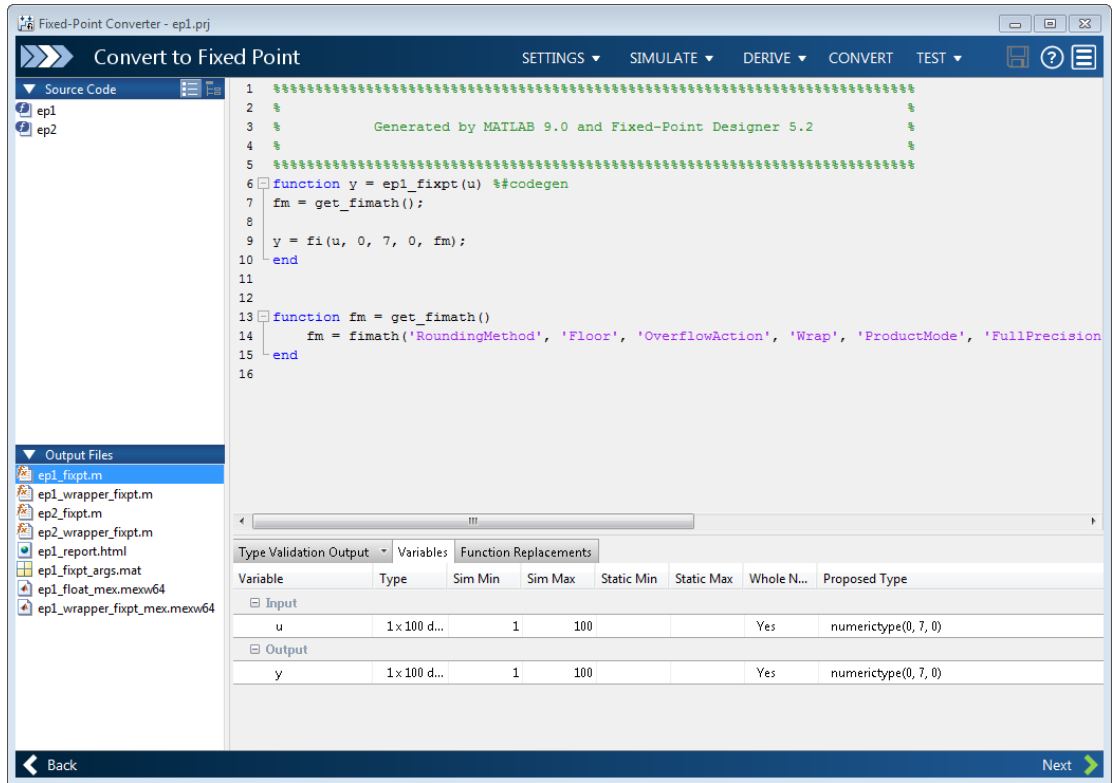 Fixed-Point Converter - ep1.prj
Convert to Fixed Point
SETTINGS ▼ SIMULATE ▼ DERIVE ▼ CONVERT TEST ▼
▼ Source Code
ep1
ep2
1 %%%%%%%%%%%%%%%%%%%%%%%%%%%%%%%%%%%%%%%%%%%%%%%%%%%%%%%%%%%%%%%%%%%%%%%%%%%%
2 % %
3 % Generated by MATLAB 9.0 and Fixed-Point Designer 5.2 %
4 % %
5 %%%%%%%%%%%%%%%%%%%%%%%%%%%%%%%%%%%%%%%%%%%%%%%%%%%%%%%%%%%%%%%%%%%%%%%%%%%%
6 function y = ep1_fixpt(u) %#codegen
7 fm = get_fimath();
8
9 y = fi(u, 0, 7, 0, fm);
10 end
11
12
13 function fm = get_fimath()
14 fm = fimath('RoundingMethod', 'Floor', 'OverflowAction', 'Wrap', 'ProductMode', 'FullPrecision
15 end
16
▼ Output Files
ep1_fixpt.m
ep1_wrapper_fixpt.m
ep2_fixpt.m
ep2_wrapper_fixpt.m
ep1_report.html
ep1_fixpt_args.mat
ep1_float_mex.mexw64
ep1_wrapper_fixpt_mex.mexw64
Type Validation Output Variables Function Replacements
Variable Type Sim Min Sim Max Static Min Static Max Whole N... Proposed Type
Input
u 1 x 100 d... 1 100 Yes numerictype(0, 7, 0)
Output
y 1 x 100 d... 1 100 Yes numerictype(0, 7, 0)
Back Next